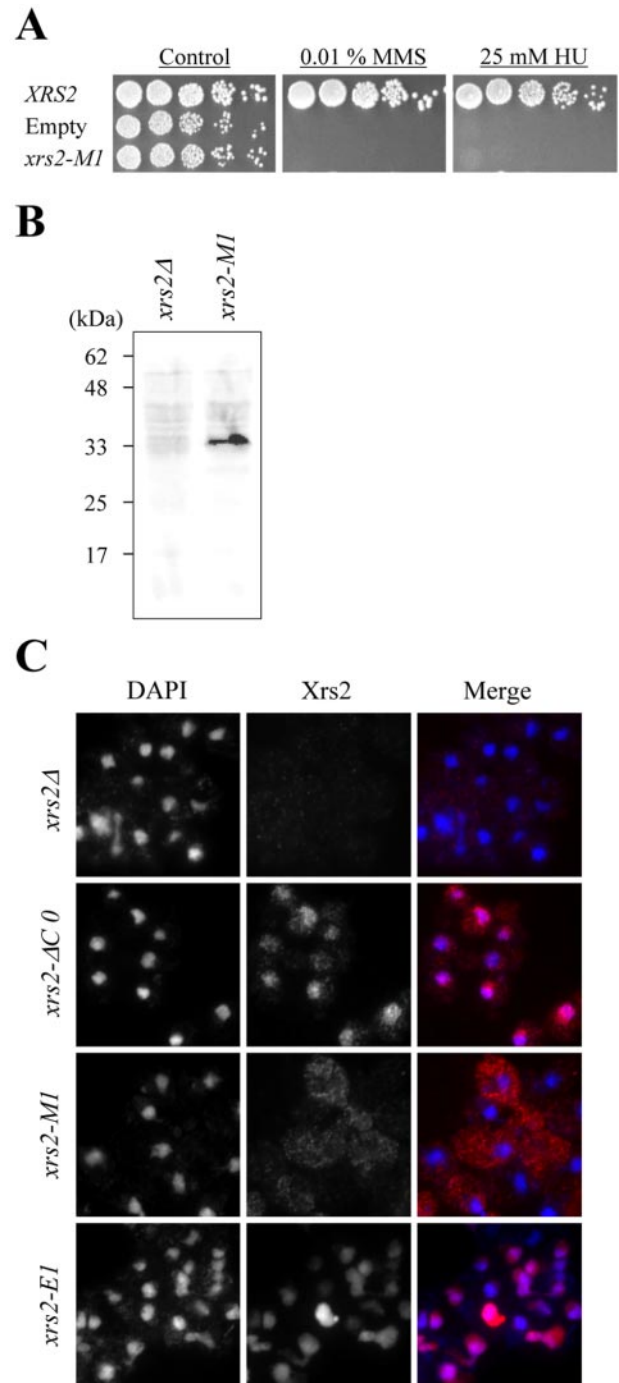 A
Control 0.01 % MMS 25 mM HU
XRS2
Empty
xrs2-M1
B
xrs2Δ xrs2-M1
(kDa)
62
48
33
25
17
C
DAPI Xrs2 Merge
xrs2Δ
xrs2-ΔC 0
xrs2-M1
xrs2-E1